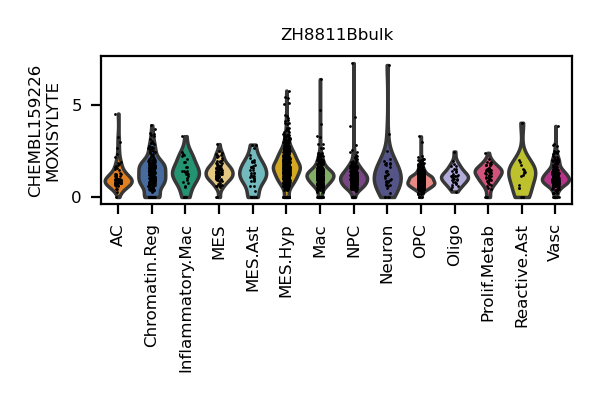 ZH8811Bbulk
CHEMBL159226
MOXISYLYTE
5
0
AC
Chromatin.Reg
Inflammatory.Mac
MES
MES.Ast
MES.Hyp
Mac
NPC
Neuron
OPC
Oligo
Prolif.Metab
Reactive.Ast
Vasc